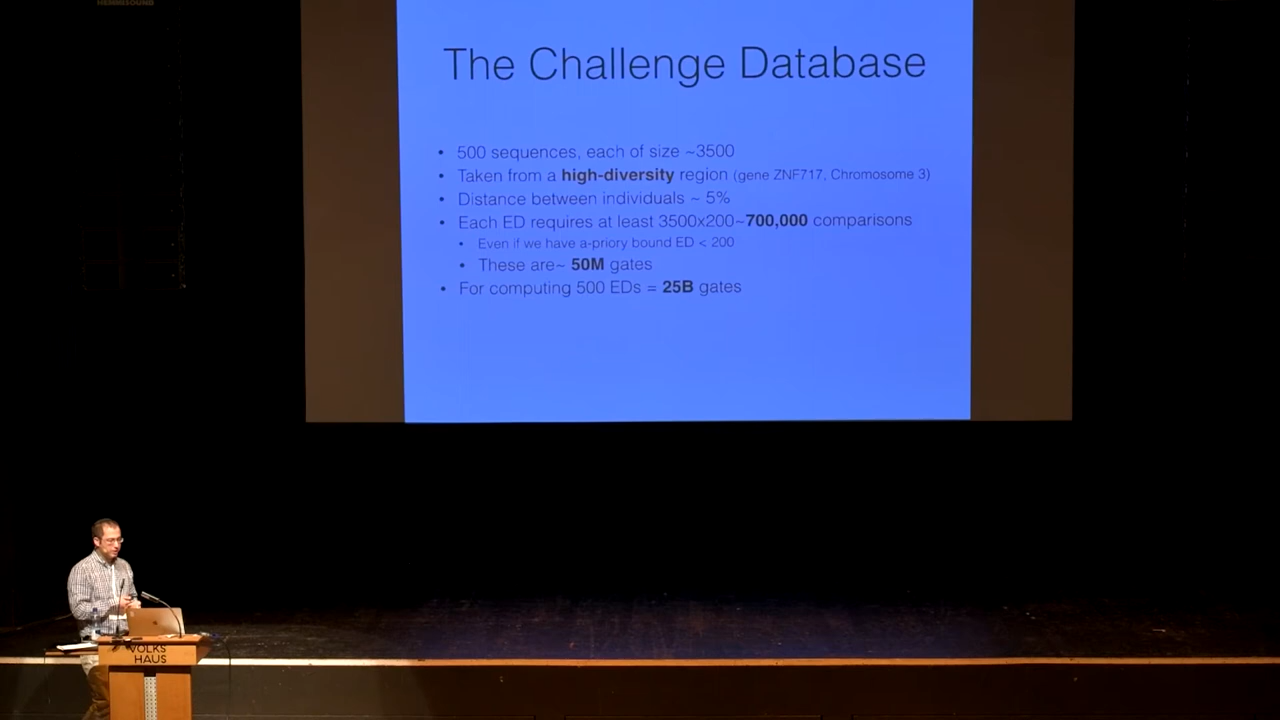 HENRESOUND
The Challenge Database
• 500 sequences, each of size ~3500
• Taken from a high-diversity region (gene ZNF717, Chromosome 3)
• Distance between individuals ~ 5%
• Each ED requires at least 3500x200~700,000 comparisons
• Even if we have a-priory bound ED < 200
• These are~ 50M gates
• For computing 500 EDs = 25B gates
VOLKS
HAUS